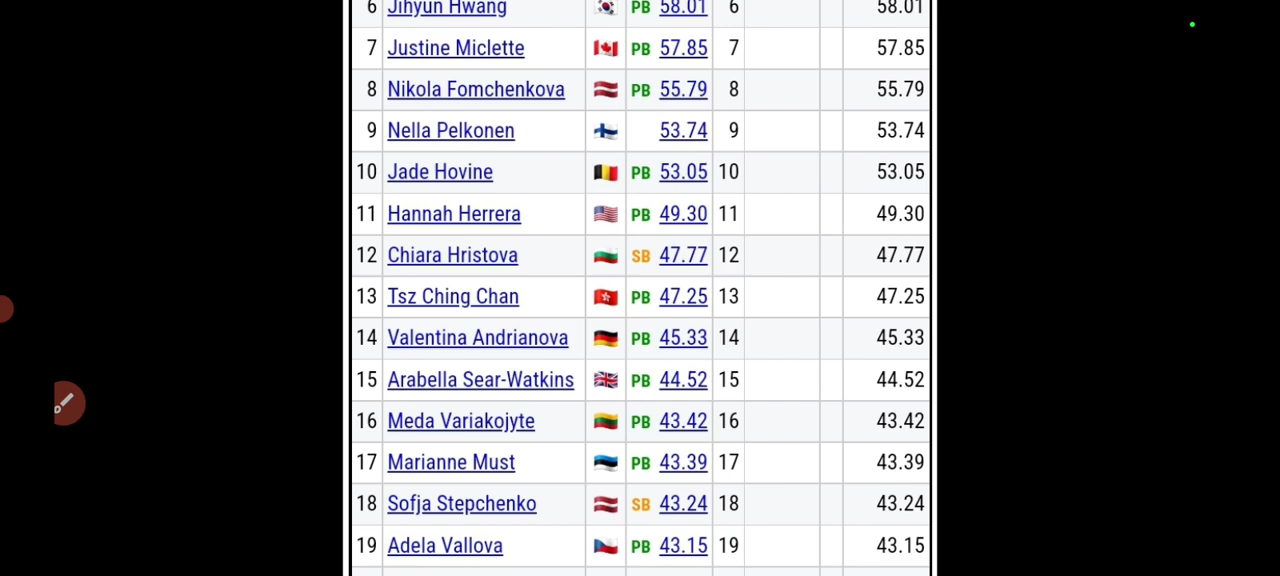 6 Jihyun Hwang PB 58.01 6 58.01
7 Justine Miclette PB 57.85 7 57.85
8 Nikola Fomchenkova PB 55.79 8 55.79
9 Nella Pelkonen 53.74 9 53.74
10 Jade Hovine PB 53.05 10 53.05
11 Hannah Herrera PB 49.30 11 49.30
12 Chiara Hristova SB 47.77 12 47.77
13 Tsz Ching Chan PB 47.25 13 47.25
14 Valentina Andrianova PB 45.33 14 45.33
15 Arabella Sear-Watkins PB 44.52 15 44.52
16 Meda Variakojyte PB 43.42 16 43.42
17 Marianne Must PB 43.39 17 43.39
18 Sofja Stepchenko SB 43.24 18 43.24
19 Adela Vallova PB 43.15 19 43.15